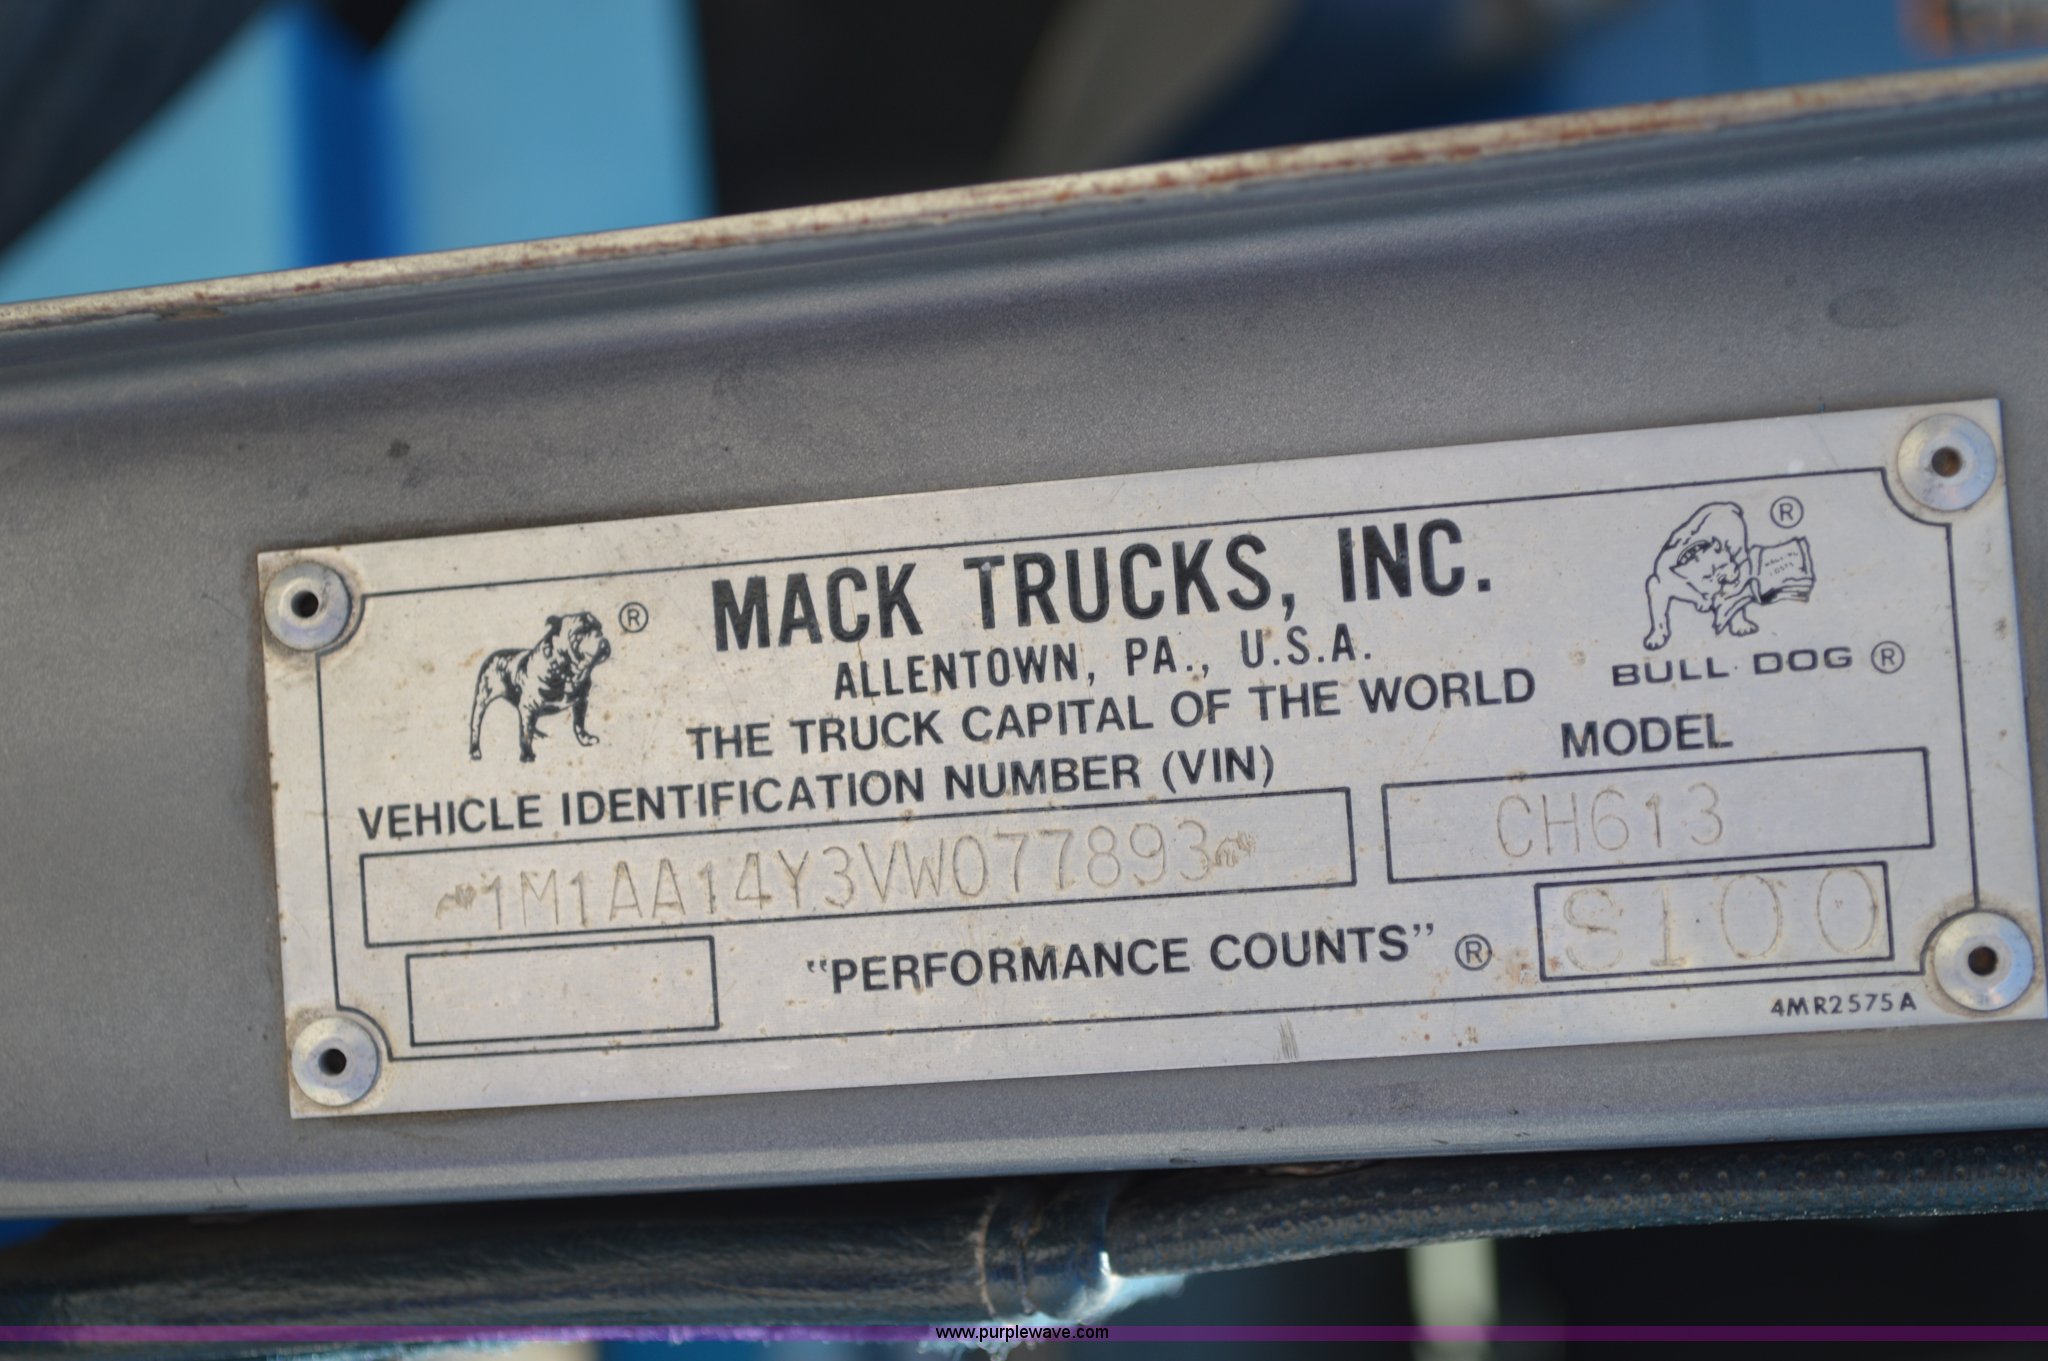 MACK TRUCKS, INC.
ALLENTOWN, PA., U.S.A.
THE TRUCK CAPITAL OF THE WORLD
®
®
BULL DOG ®
VEHICLE IDENTIFICATION NUMBER (VIN)
MODEL
1M1AA14Y3VW077893
CH613
"PERFORMANCE COUNTS" ®
S100
4MR2575A
www.purplewave.com